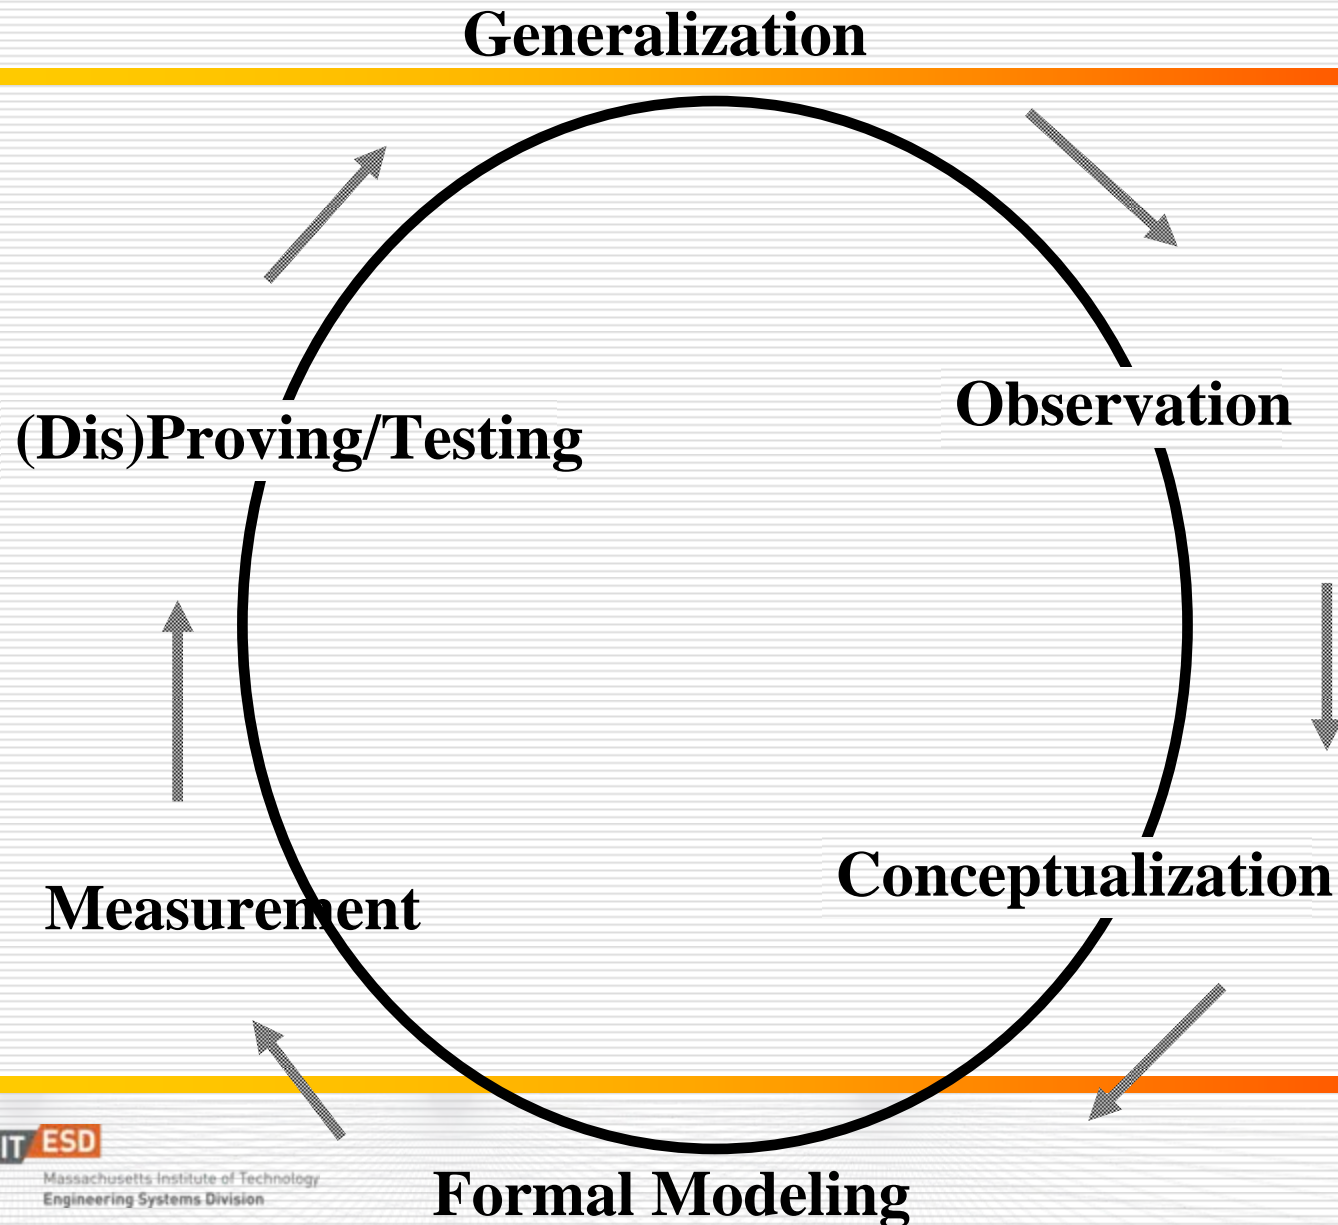 Generalization
Observation
(Dis)Proving/Testing
Conceptualization
Measurement
IT ESD
Massachusetts Institute of Technology
Engineering Systems Division
Formal Modeling